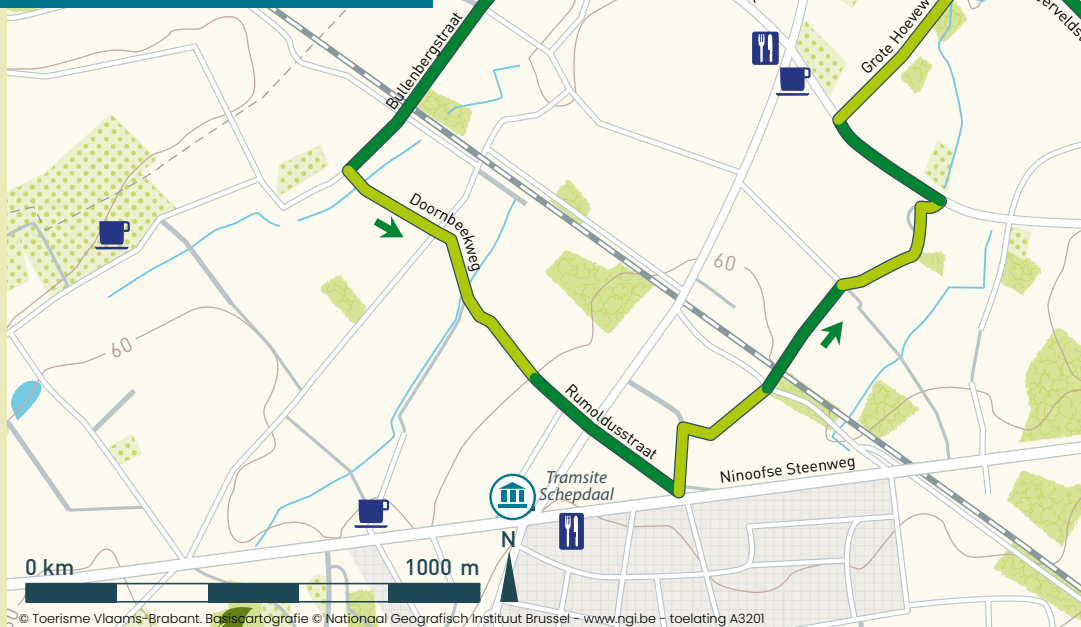 Bullenbergstraat
Grote Hoevew
erveldst
Doornbeekweg
60
60
Rumoldusstraat
Ninoofse Steenweg
Tramsite
Schepdaal
N
0 km
1000 m
© Toerisme Vlaams-Brabant. Basiscartografie © Nationaal Geografisch Instituut Brussel - www.ngi.be - toelating A3201